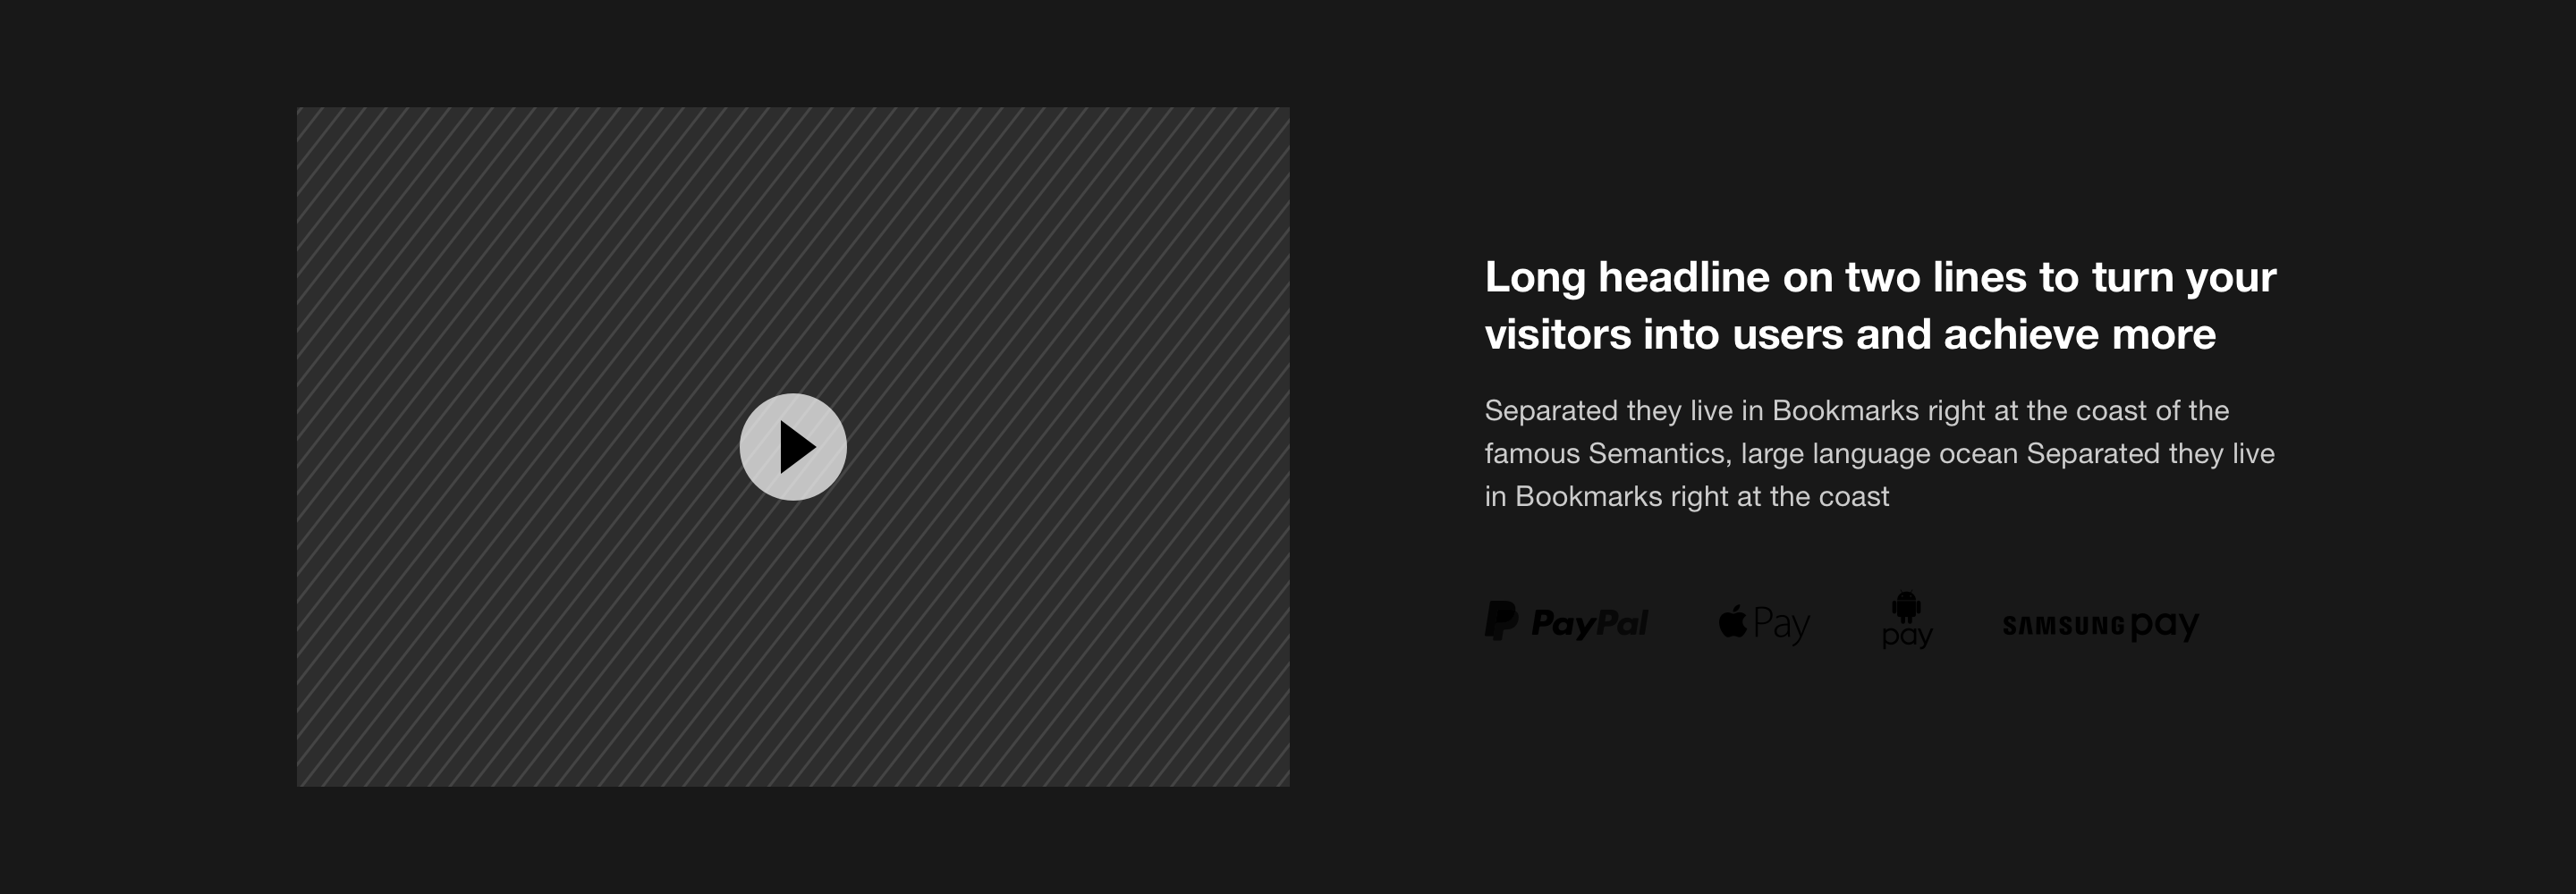 Long headline on two lines to turn your
visitors into users and achieve more
Separated they live in Bookmarks right at the coast of the
famous Semantics, large language ocean Separated they live
in Bookmarks right at the coast
PayPal
Pay
pay
SAMSUNG pay